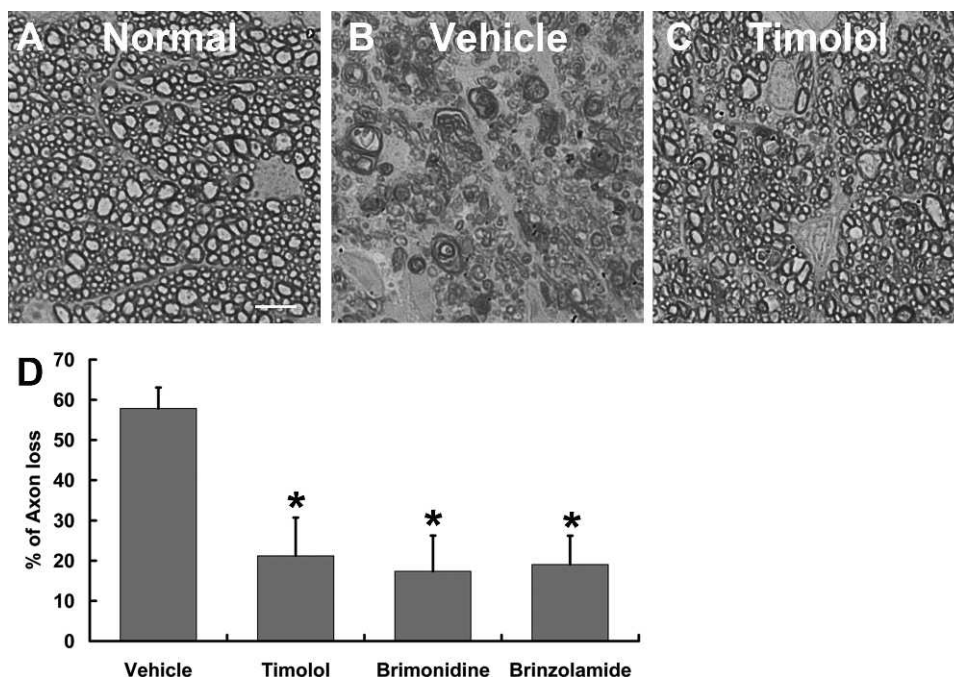 A Normal
B Vehicle
C Timolol
D
70
60
50
40
30
20
10
0
% of Axon loss
*
*
*
Vehicle
Timolol
Brimonidine
Brinzolamide